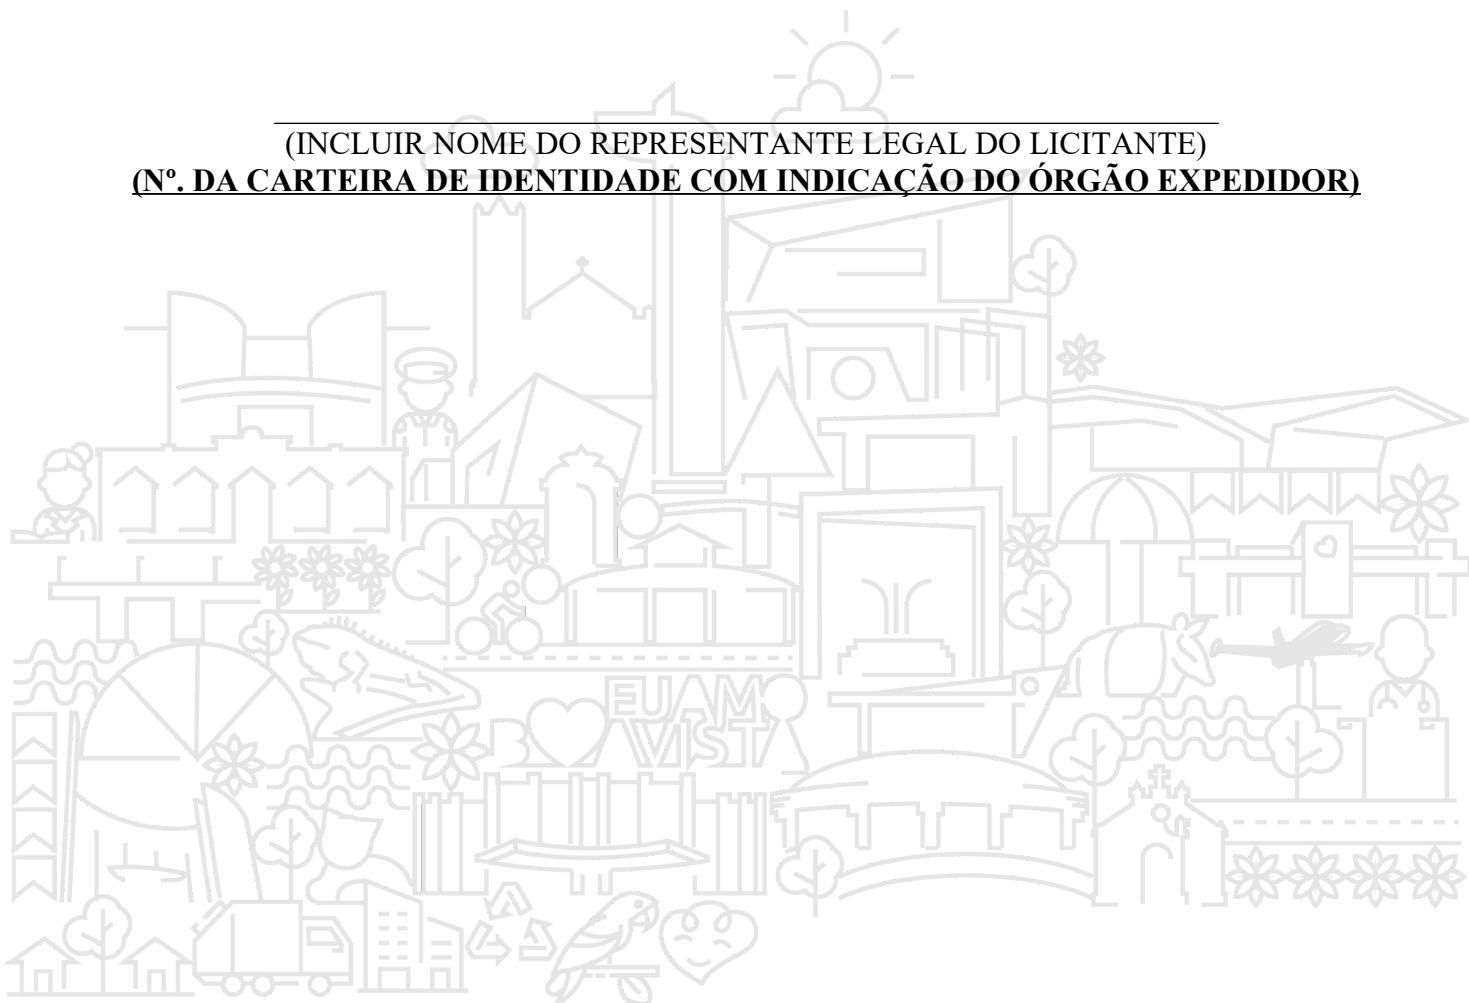 (INCLUIR NOME DO REPRESENTANTE LEGAL DO LICITANTE)
(Nº. DA CARTEIRA DE IDENTIDADE COM INDICAÇÃO DO ÓRGÃO EXPEDIDOR)
EU AMO
B VISTA